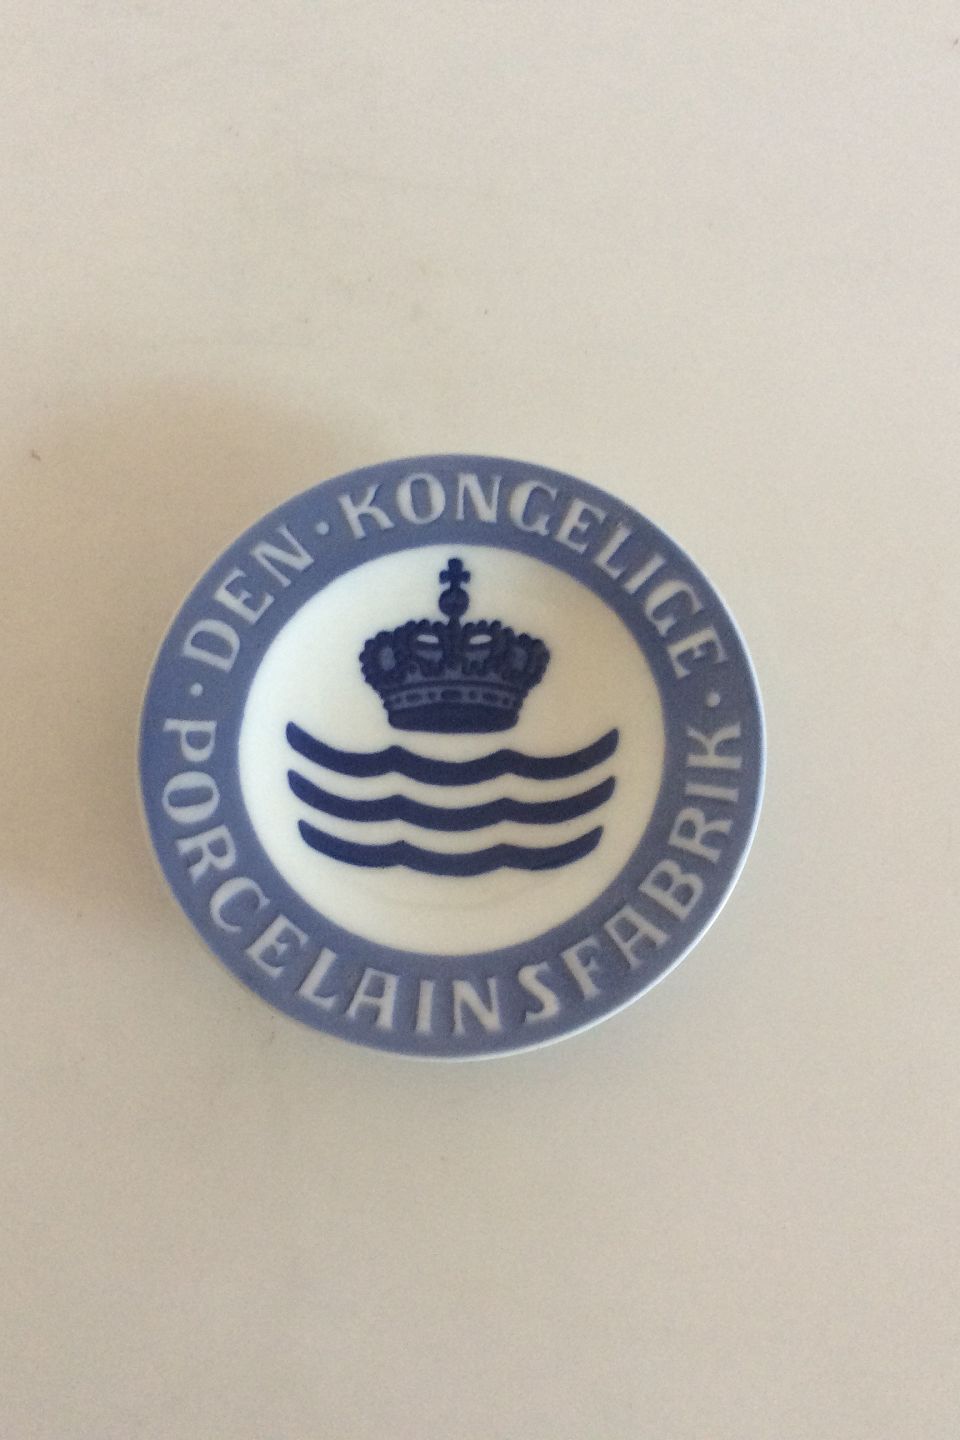 DEN · KONGELIGE ·
PORCELAINSFABRIK ·